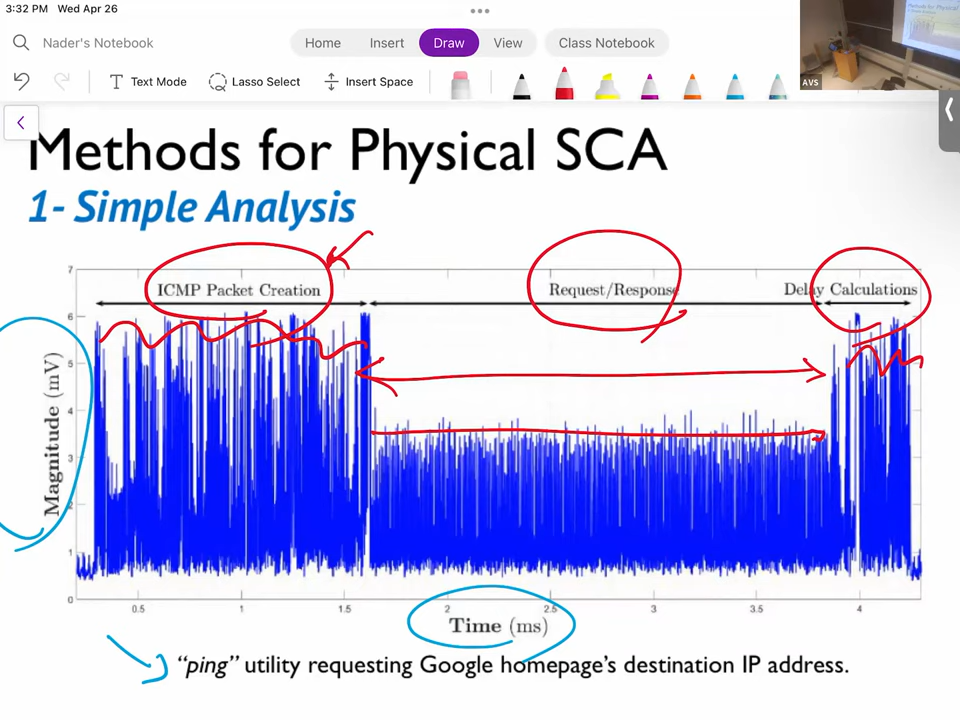 3:32 PM Wed Apr 26
Nader's Notebook
Home Insert Draw View Class Notebook
Text Mode Lasso Select Insert Space
AVS
Methods for Physical SCA
1- Simple Analysis
ICMP Packet Creation Request/Response Delay Calculations
7
6
5
4
3
2
1
0
Magnitude (mV)
0.5 1 1.5 2 2.5 3 3.5 4
Time (ms)
"ping" utility requesting Google homepage's destination IP address.